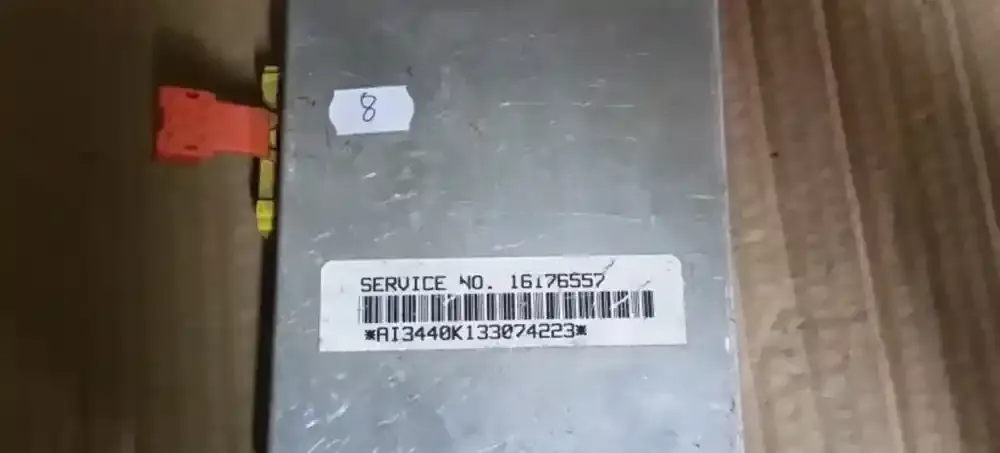 8
SERVICE NO. 16176557
*AI3440K133074223*